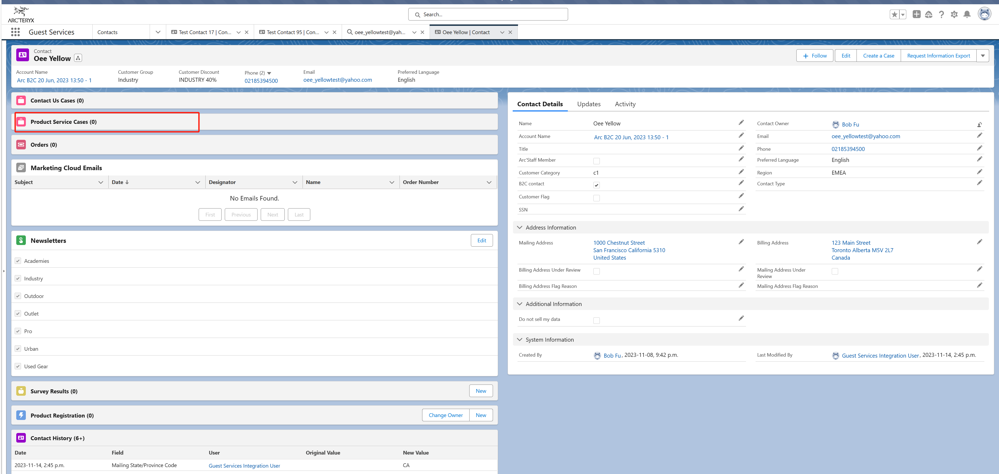 ARC'TERYX
Search...
Guest Services
Contacts
Test Contact 17 | Con...
Test Contact 95 | Con...
oee_yellowtest@yah...
Oee Yellow | Contact
Contact
Oee Yellow
Follow
Edit
Create a Case
Request Information Export
Account Name
Customer Group
Customer Discount
Phone (2)
Email
Preferred Language
Arc B2C 20 Jun, 2023 13:50 - 1
Industry
INDUSTRY 40%
02185394500
oee_yellowtest@yahoo.com
English
Contact Us Cases (0)
Product Service Cases (0)
Orders (0)
Marketing Cloud Emails
Subject
Date
Designator
Name
Order Number
No Emails Found.
First
Previous
Next
Last
Newsletters
Edit
Academies
Industry
Outdoor
Outlet
Pro
Urban
Used Gear
Survey Results (0)
New
Product Registration (0)
Change Owner
New
Contact History (6+)
Date
Field
User
Original Value
New Value
2023-11-14, 2:45 p.m.
Mailing State/Province Code
Guest Services Integration User
CA
Contact Details
Updates
Activity
Name
Oee Yellow
Contact Owner
Bob Fu
Account Name
Arc B2C 20 Jun, 2023 13:50 - 1
Email
oee_yellowtest@yahoo.com
Title
Phone
02185394500
Arc'Staff Member
Preferred Language
English
Customer Category
c1
Region
EMEA
B2C contact
Contact Type
Customer Flag
SSN
Address Information
Mailing Address
1000 Chestnut Street
San Francisco California 5310
United States
Billing Address
123 Main Street
Toronto Alberta M5V 2L7
Canada
Billing Address Under Review
Mailing Address Under
Review
Billing Address Flag Reason
Mailing Address Flag Reason
Additional Information
Do not sell my data
System Information
Created By
Bob Fu, 2023-11-08, 9:42 p.m.
Last Modified By
Guest Services Integration User, 2023-11-14, 2:45 p.m.